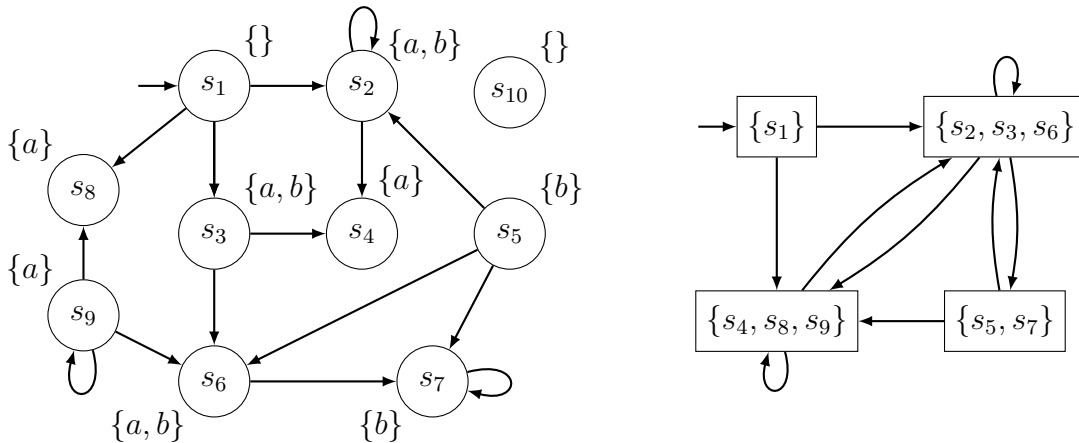 {}
{a, b}
{}
s1
s2
s10
{a}
s8
{a, b}
{a}
{b}
s3
s4
s5
{a}
s9
s6
s7
{a, b}
{b}
{s1}
{s2, s3, s6}
{s4, s8, s9}
{s5, s7}